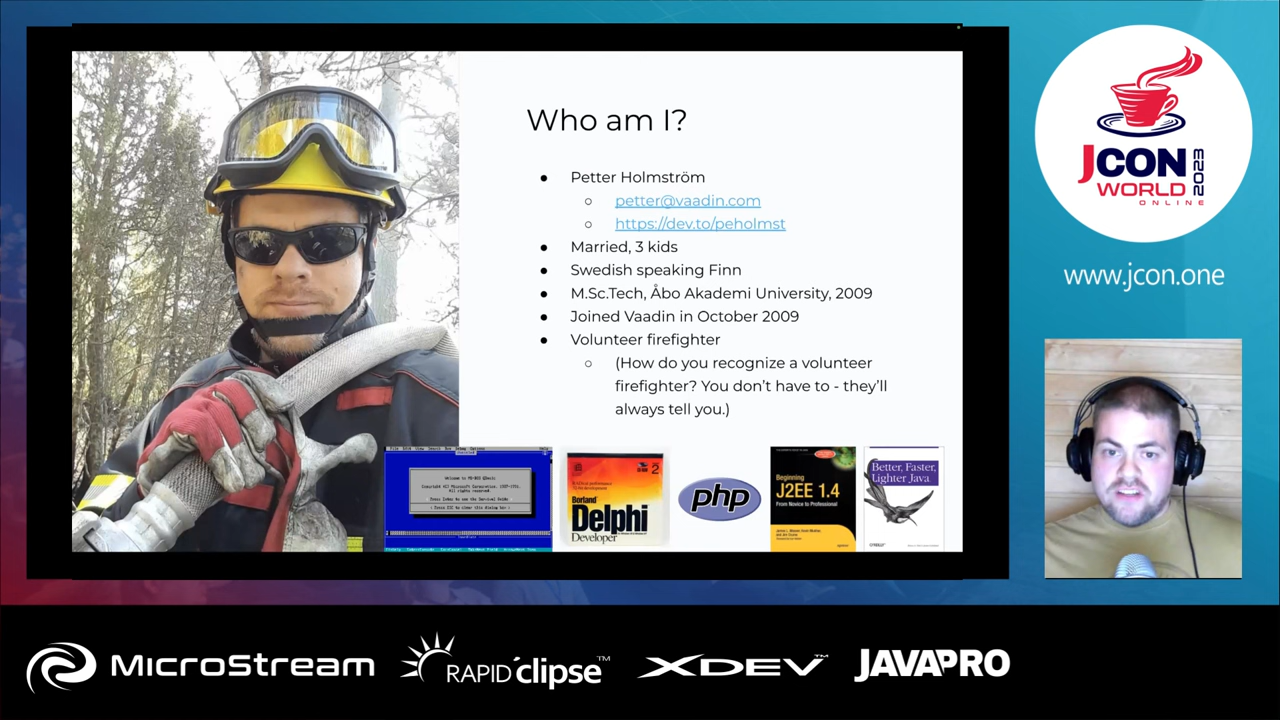 Who am I?
● Petter Holmström
○ petter@vaadin.com
○ https://dev.to/peholmst
● Married, 3 kids
● Swedish speaking Finn
● M.Sc.Tech, Åbo Akademi University, 2009
● Joined Vaadin in October 2009
● Volunteer firefighter
○ (How do you recognize a volunteer
firefighter? You don’t have to - they’ll
always tell you.)
2
Borland
Delphi
Developer
php
Beginning
J2EE 1.4
From Novice to Professional
Better, Faster,
Lighter Java
JCON
WORLD
ONLINE
2023
www.jcon.one
MICROSTREAM
RAPIDclipse™
XDEV™
JAVAPRO